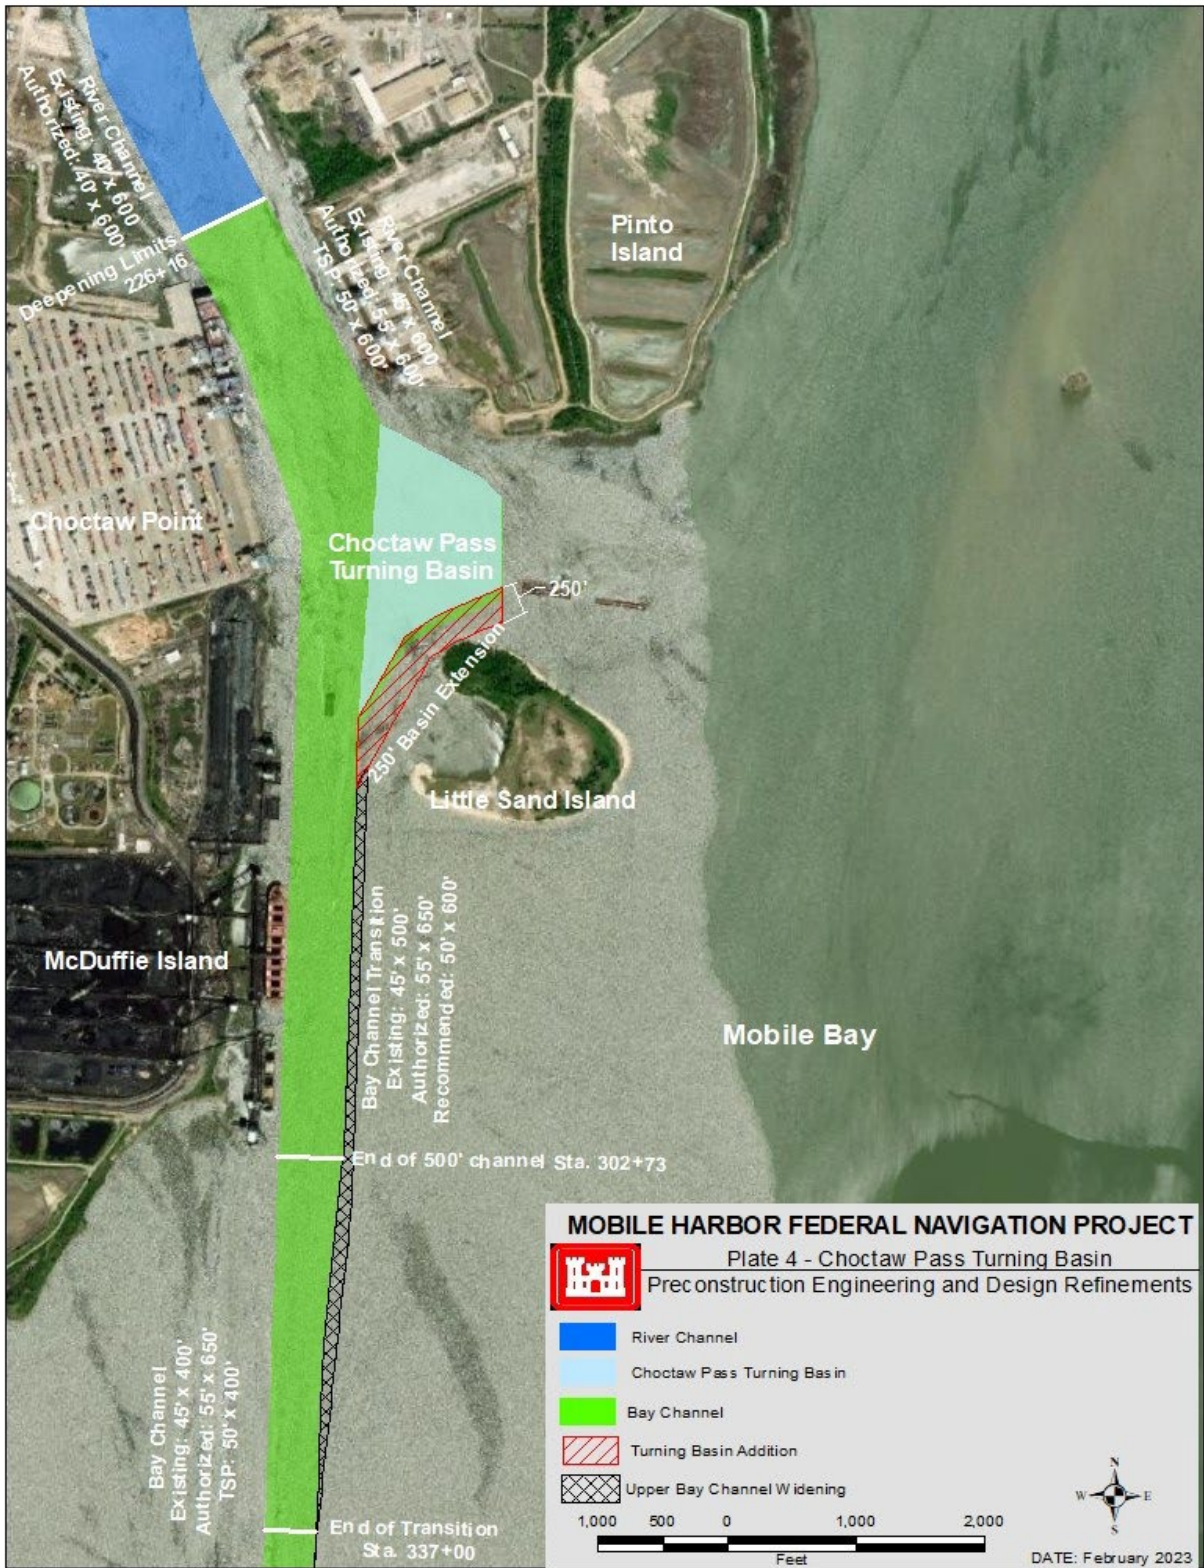 River Channel
Existing: 40' x 600'
Authorized: 40' x 600'
Deepening Limits
226+16
River Channel
Existing: 45' x 600'
Authorized: 55' x 600'
TSP: 50' x 600'
Pinto
Island
Choctaw Point
Choctaw Pass
Turning Basin
250'
250' Basin Extension
Little Sand Island
McDuffie Island
Bay Channel Transition
Existing: 45' x 500'
Authorized: 55' x 650'
Recommended: 50' x 600'
Mobile Bay
End of 500' channel Sta. 302+73
Bay Channel
Existing: 45' x 400'
Authorized: 55' x 650'
TSP: 50' x 400'
End of Transition
Sta. 337+00
MOBILE HARBOR FEDERAL NAVIGATION PROJECT
Plate 4 - Choctaw Pass Turning Basin
Preconstruction Engineering and Design Refinements
River Channel
Choctaw Pass Turning Basin
Bay Channel
Turning Basin Addition
Upper Bay Channel Widening
N
W E
S
1,000 500 0 1,000 2,000
Feet
DATE: February 2023